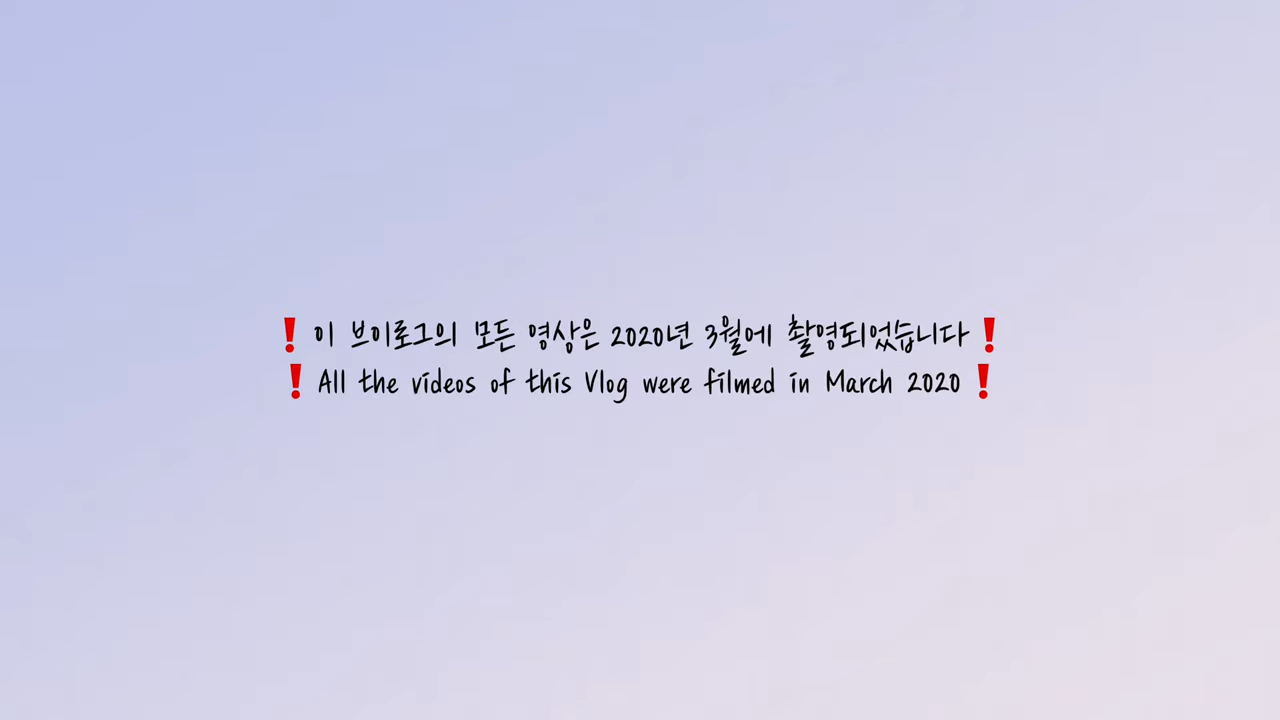 ❗이 브이로그의 모든 영상은 2020년 3월에 촬영되었습니다❗
❗All the videos of this Vlog were filmed in March 2020❗